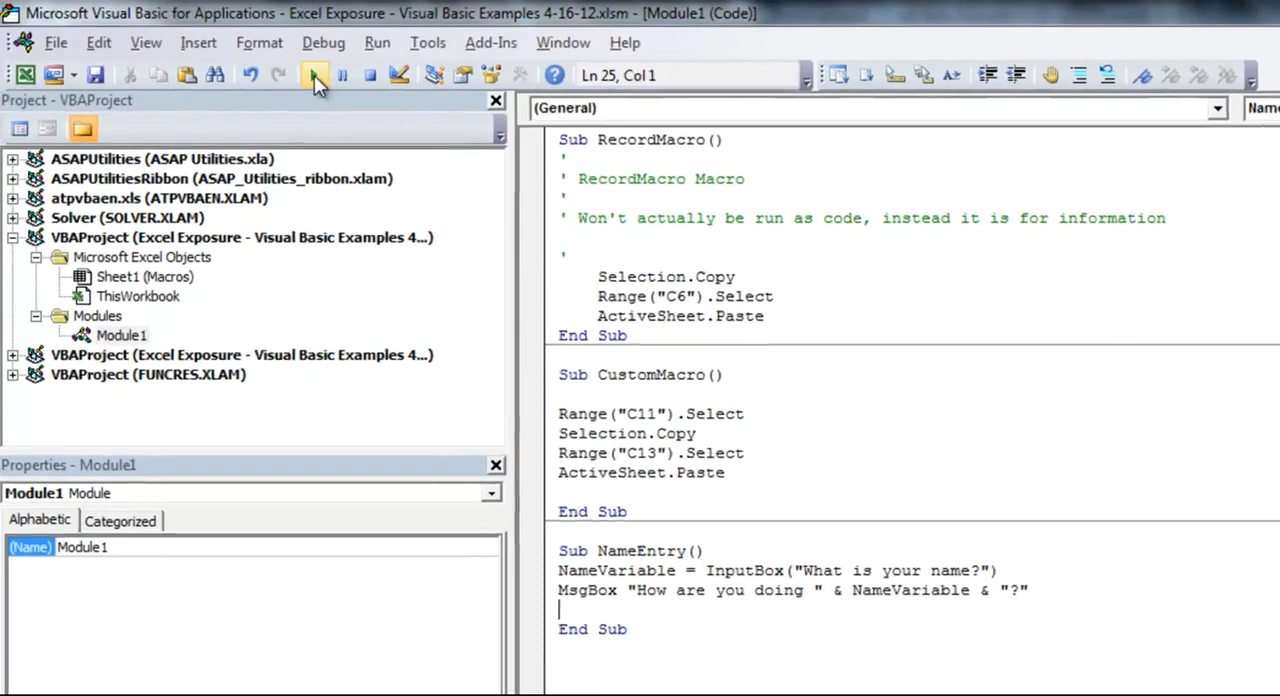 Microsoft Visual Basic for Applications - Excel Exposure - Visual Basic Examples 4-16-12.xlsm - [Module1 (Code)]
File Edit View Insert Format Debug Run Tools Add-Ins Window Help
Ln 25, Col 1
Project - VBAProject
ASAPUtilities (ASAP Utilities.xla)
ASAPUtilitiesRibbon (ASAP_Utilities_ribbon.xlam)
atpvbaen.xls (ATPVBAEN.XLAM)
Solver (SOLVER.XLAM)
VBAProject (Excel Exposure - Visual Basic Examples 4...)
Microsoft Excel Objects
Sheet1 (Macros)
ThisWorkbook
Modules
Module1
VBAProject (Excel Exposure - Visual Basic Examples 4...)
VBAProject (FUNCRES.XLAM)
Properties - Module1
Module1 Module
Alphabetic Categorized
(Name) Module1
(General) Name
Sub RecordMacro()
'
' RecordMacro Macro
'
' Won't actually be run as code, instead it is for information
'
Selection.Copy
Range("C6").Select
ActiveSheet.Paste
End Sub
Sub CustomMacro()
Range("C11").Select
Selection.Copy
Range("C13").Select
ActiveSheet.Paste
End Sub
Sub NameEntry()
NameVariable = InputBox("What is your name?")
MsgBox "How are you doing " & NameVariable & "?"
End Sub